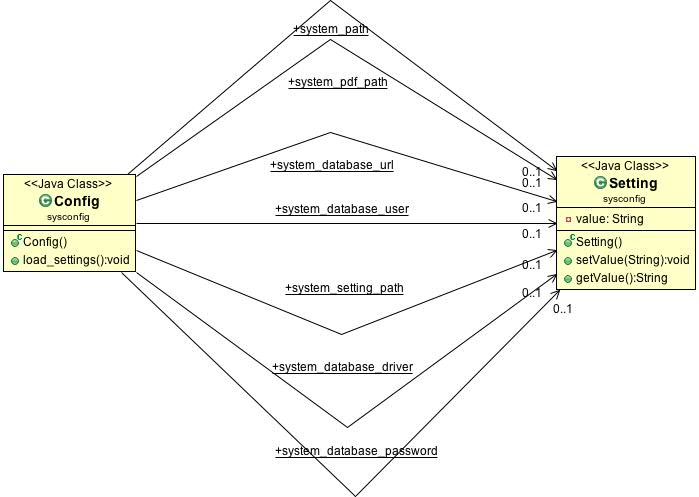 +system_path
+system_pdf_path
+system_database_url
0..1
0..1
0..1
+system_database_user
0..1
<<Java Class>>
C Config
sysconfig
C Config()
load_settings():void
<<Java Class>>
C Setting
sysconfig
value: String
C Setting()
setValue(String):void
getValue():String
0..1
+system_setting_path
0..1
0..1
+system_database_driver
+system_database_password